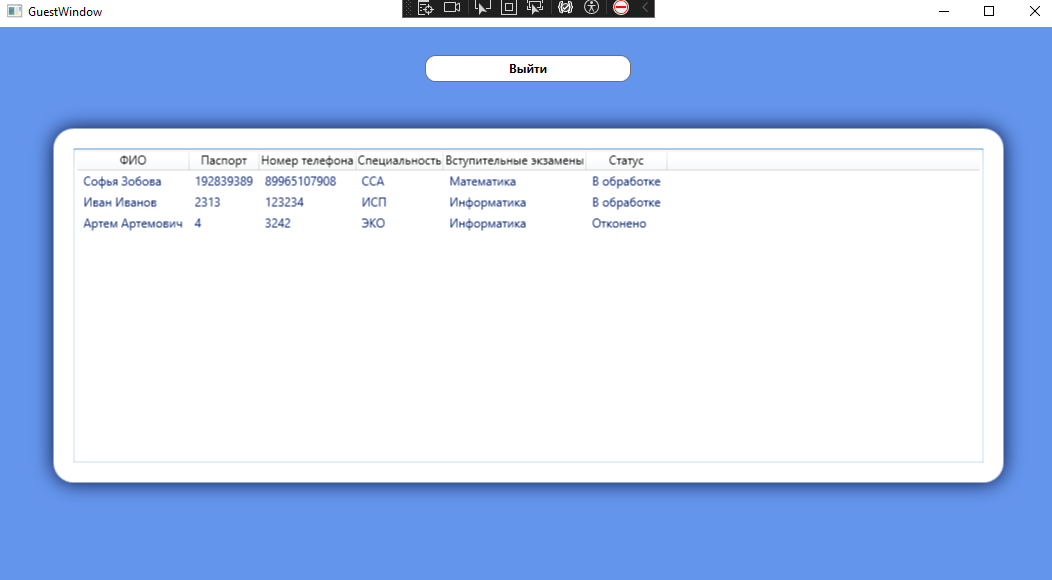 GuestWindow
Выйти
ФИО Паспорт Номер телефона Специальность Вступительные экзамены Статус
Софья Зобова 192839389 89965107908 ССА Математика В обработке
Иван Иванов 2313 123234 ИСП Информатика В обработке
Артем Артемович 4 3242 ЭКО Информатика Отконено